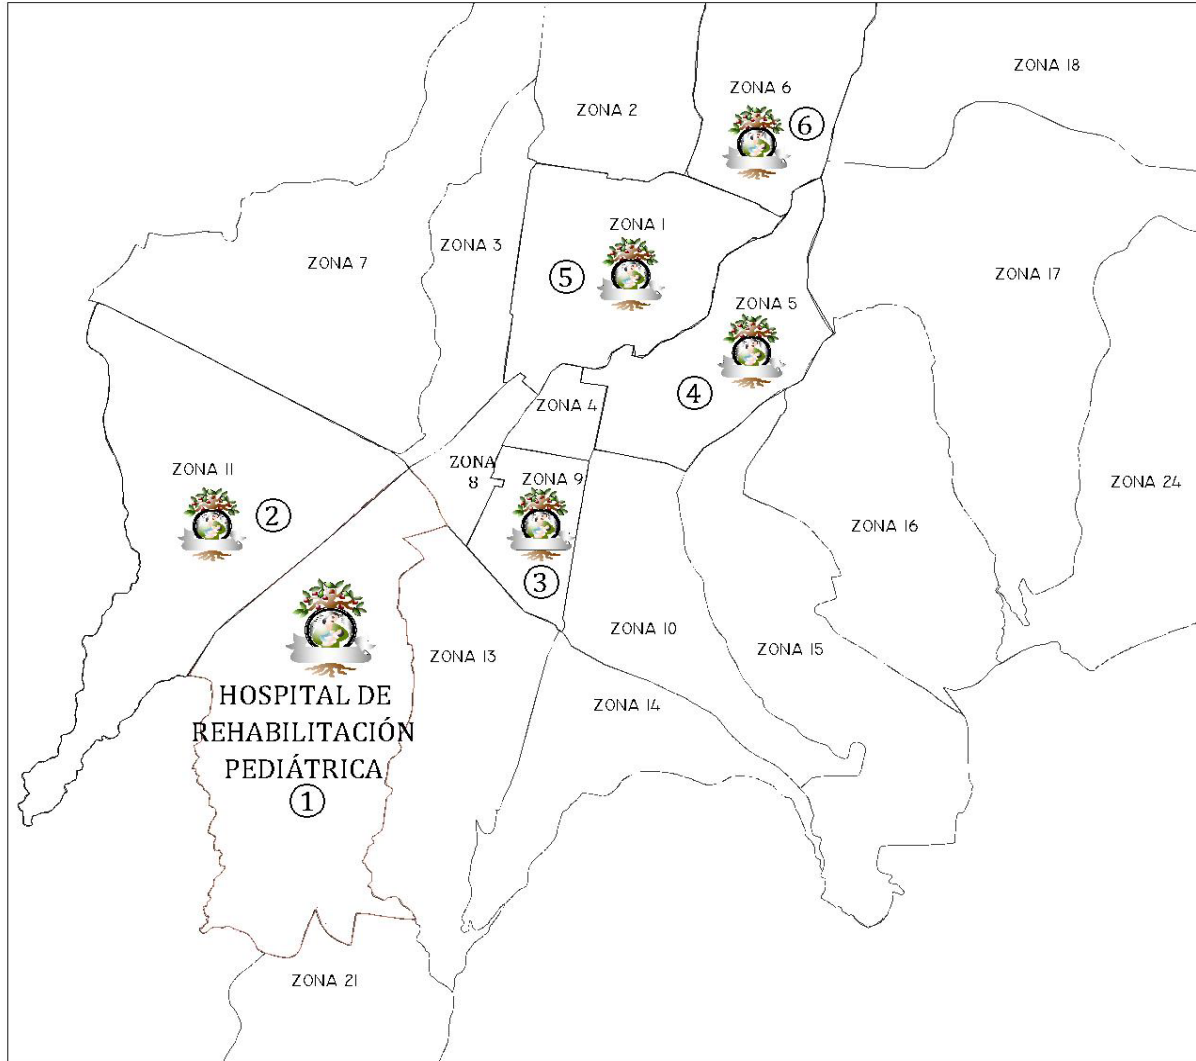 ZONA 18
ZONA 6
ZONA 2
⑥
ZONA 1
ZONA 3
ZONA 7
⑤
ZONA 17
ZONA 5
④
ZONA 4
ZONA 11
ZONA
8
ZONA 9
ZONA 24
②
ZONA 16
③
ZONA 10
ZONA 13
ZONA 15
HOSPITAL DE
REHABILITACIÓN
PEDIÁTRICA
①
ZONA 14
ZONA 21